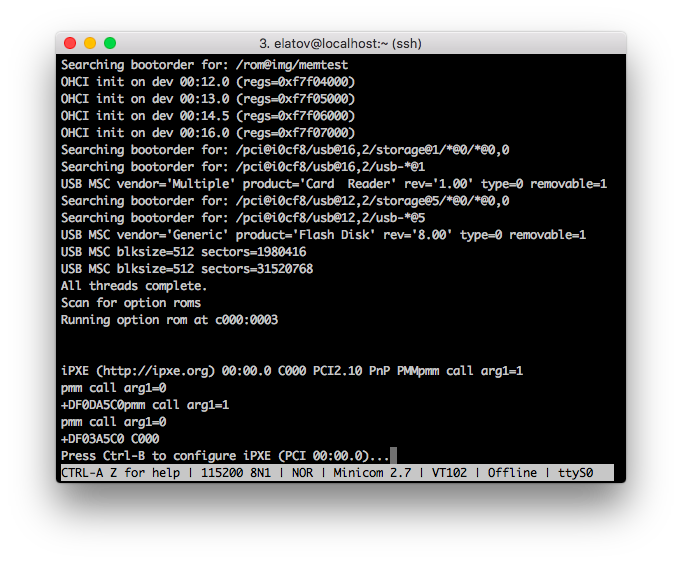 3. elatov@localhost:~ (ssh)
Searching bootorder for: /rom@img/memtest
OHCI init on dev 00:12.0 (regs=0xf7f04000)
OHCI init on dev 00:13.0 (regs=0xf7f05000)
OHCI init on dev 00:14.5 (regs=0xf7f06000)
OHCI init on dev 00:16.0 (regs=0xf7f07000)
Searching bootorder for: /pci@i0cf8/usb@16,2/storage@1/*@0/*@0,0
Searching bootorder for: /pci@i0cf8/usb@16,2/usb-*@1
USB MSC vendor='Multiple' product='Card  Reader' rev='1.00' type=0 removable=1
Searching bootorder for: /pci@i0cf8/usb@12,2/storage@5/*@0/*@0,0
Searching bootorder for: /pci@i0cf8/usb@12,2/usb-*@5
USB MSC vendor='Generic' product='Flash Disk' rev='8.00' type=0 removable=1
USB MSC blksize=512 sectors=1980416
USB MSC blksize=512 sectors=31520768
All threads complete.
Scan for option roms
Running option rom at c000:0003
iPXE (http://ipxe.org) 00:00.0 C000 PCI2.10 PnP PMMpmm call arg1=1
pmm call arg1=0
+DF0DA5C0pmm call arg1=1
pmm call arg1=0
+DF03A5C0 C000
Press Ctrl-B to configure iPXE (PCI 00:00.0)...
CTRL-A Z for help | 115200 8N1 | NOR | Minicom 2.7 | VT102 | Offline | ttyS0